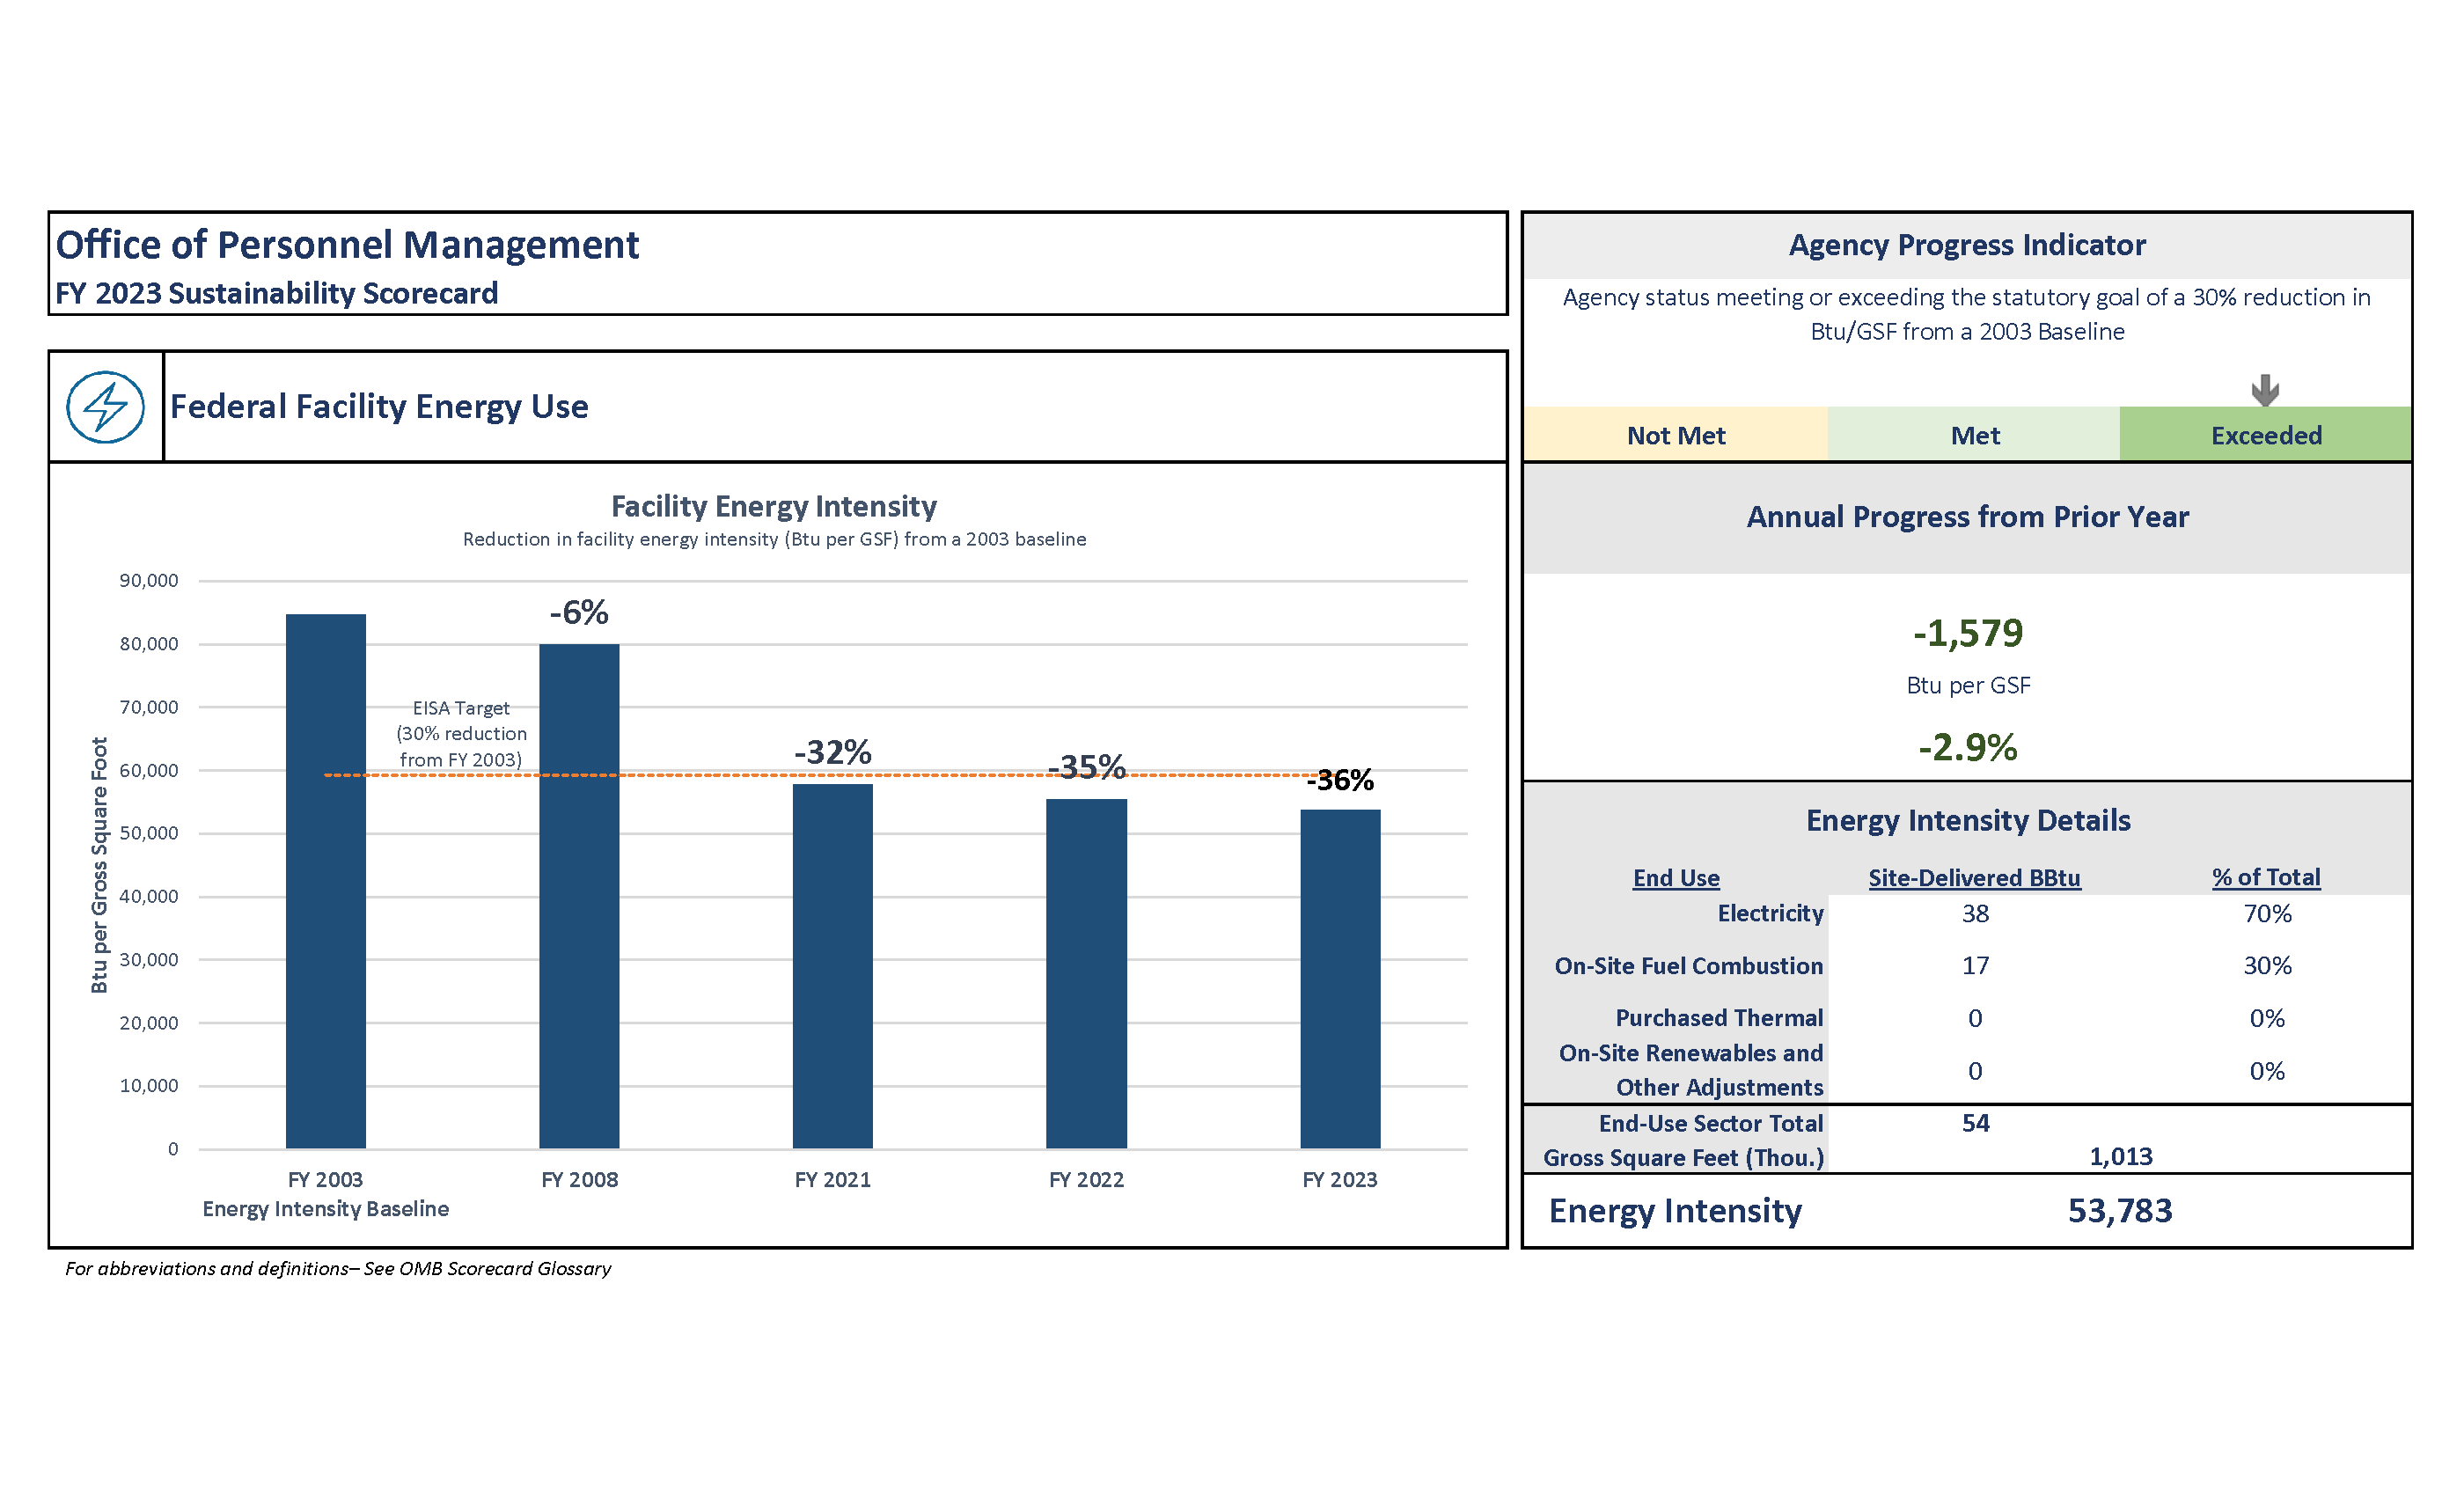 Office of Personnel Management
FY 2023 Sustainability Scorecard
Federal Facility Energy Use
Facility Energy Intensity
Reduction in facility energy intensity (Btu per GSF) from a 2003 baseline
Btu per Gross Square Foot
90,000
80,000
70,000
60,000
50,000
40,000
30,000
20,000
10,000
0
-6%
EISA Target
(30% reduction
from FY 2003)
-32%
-35%
-36%
FY 2003
FY 2008
FY 2021
FY 2022
FY 2023
Energy Intensity Baseline
For abbreviations and definitions– See OMB Scorecard Glossary
Agency Progress Indicator
Agency status meeting or exceeding the statutory goal of a 30% reduction in
Btu/GSF from a 2003 Baseline
Not Met Met Exceeded
Annual Progress from Prior Year
-1,579
Btu per GSF
-2.9%
Energy Intensity Details
End Use Site-Delivered BBtu % of Total
Electricity 38 70%
On-Site Fuel Combustion 17 30%
Purchased Thermal 0 0%
On-Site Renewables and
Other Adjustments 0 0%
End-Use Sector Total 54
Gross Square Feet (Thou.) 1,013
Energy Intensity 53,783